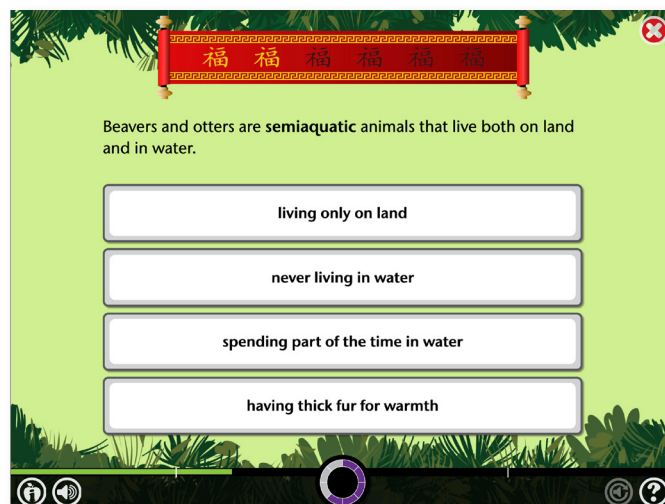 福 福 福 福 福 福
Beavers and otters are semiaquatic animals that live both on land
and in water.
living only on land
never living in water
spending part of the time in water
having thick fur for warmth